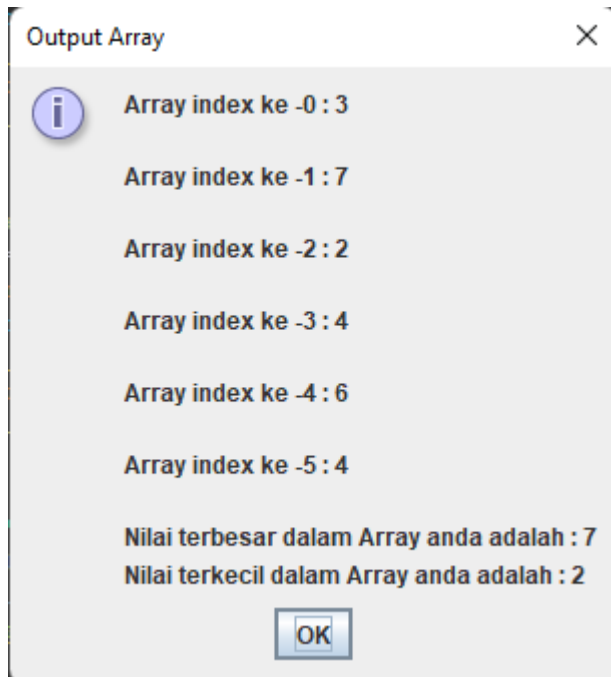 Output Array
Array index ke -0 : 3
Array index ke -1 : 7
Array index ke -2 : 2
Array index ke -3 : 4
Array index ke -4 : 6
Array index ke -5 : 4
Nilai terbesar dalam Array anda adalah : 7
Nilai terkecil dalam Array anda adalah : 2
OK